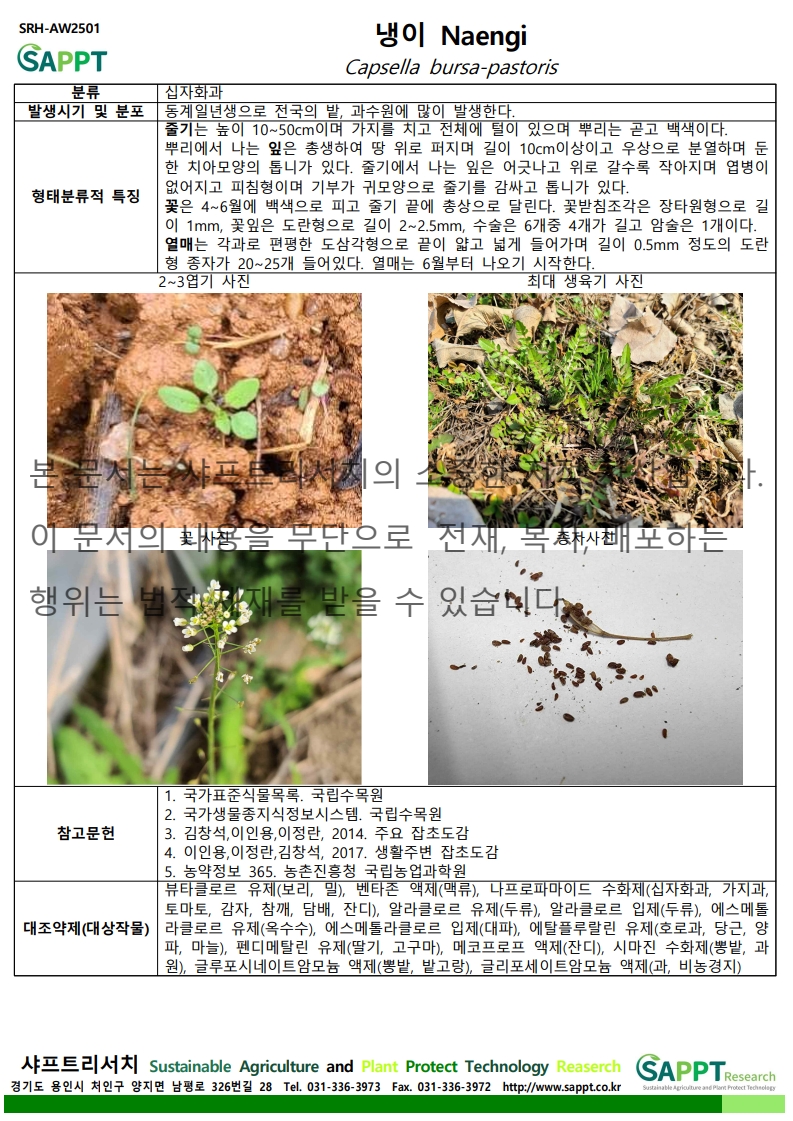 SRH-AW2501
SAPPT
냉이 Naengi
Capsella bursa-pastoris
분류 십자화과
발생시기 및 분포 동계일년생으로 전국의 밭, 과수원에 많이 발생한다.
형태분류적 특징
줄기는 높이 10~50cm이며 가지를 치고 전체에 털이 있으며 뿌리는 곧고 백색이다.
뿌리에서 나는 잎은 총생하여 땅 위로 퍼지며 길이 10cm이상이고 우상으로 분열하며 둔
한 치아모양의 톱니가 있다. 줄기에서 나는 잎은 어긋나고 위로 갈수록 작아지며 엽병이
없어지고 피침형이며 기부가 귀모양으로 줄기를 감싸고 톱니가 있다.
꽃은 4~6월에 백색으로 피고 줄기 끝에 총상으로 달린다. 꽃받침조각은 장타원형으로 길
이 1mm, 꽃잎은 도란형으로 길이 2~2.5mm, 수술은 6개중 4개가 길고 암술은 1개이다.
열매는 각과로 편평한 도삼각형으로 끝이 얇고 넓게 들어가며 길이 0.5mm 정도의 도란
형 종자가 20~25개 들어있다. 열매는 6월부터 나오기 시작한다.
2~3엽기 사진 최대 생육기 사진
본 문서는 샤프트리서치의 소중한
이 문서의 내용을 무단으로 전재, 복사, 배포하는
꽃 사진 종자사진
행위는 법적 제재를 받을 수 있습니다
참고문헌
1. 국가표준식물목록. 국립수목원
2. 국가생물종지식정보시스템. 국립수목원
3. 김창석,이인용,이정란, 2014. 주요 잡초도감
4. 이인용,이정란,김창석, 2017. 생활주변 잡초도감
5. 농약정보 365. 농촌진흥청 국립농업과학원
대조약제(대상작물)
뷰타클로르 유제(보리, 밀), 벤타존 액제(맥류), 나프로파마이드 수화제(십자화과, 가지과,
토마토, 감자, 참깨, 담배, 잔디), 알라클로르 유제(두류), 알라클로르 입제(두류), 에스메톨
라클로르 유제(옥수수), 에스메톨라클로르 입제(대파), 에탈플루랄린 유제(호로과, 당근, 양
파, 마늘), 펜디메탈린 유제(딸기, 고구마), 메코프로프 액제(잔디), 시마진 수화제(뽕밭, 과
원), 글루포시네이트암모늄 액제(뽕밭, 밭고랑), 글리포세이트암모늄 액제(과, 비농경지)
샤프트리서치 Sustainable Agriculture and Plant Protect Technology Reaserch
경기도 용인시 처인구 양지면 남평로 326번길 28 Tel. 031-336-3973 Fax. 031-336-3972 http://www.sappt.co.kr
SAPPT Research
Sustainable Agriculture and Plant Protect Technology